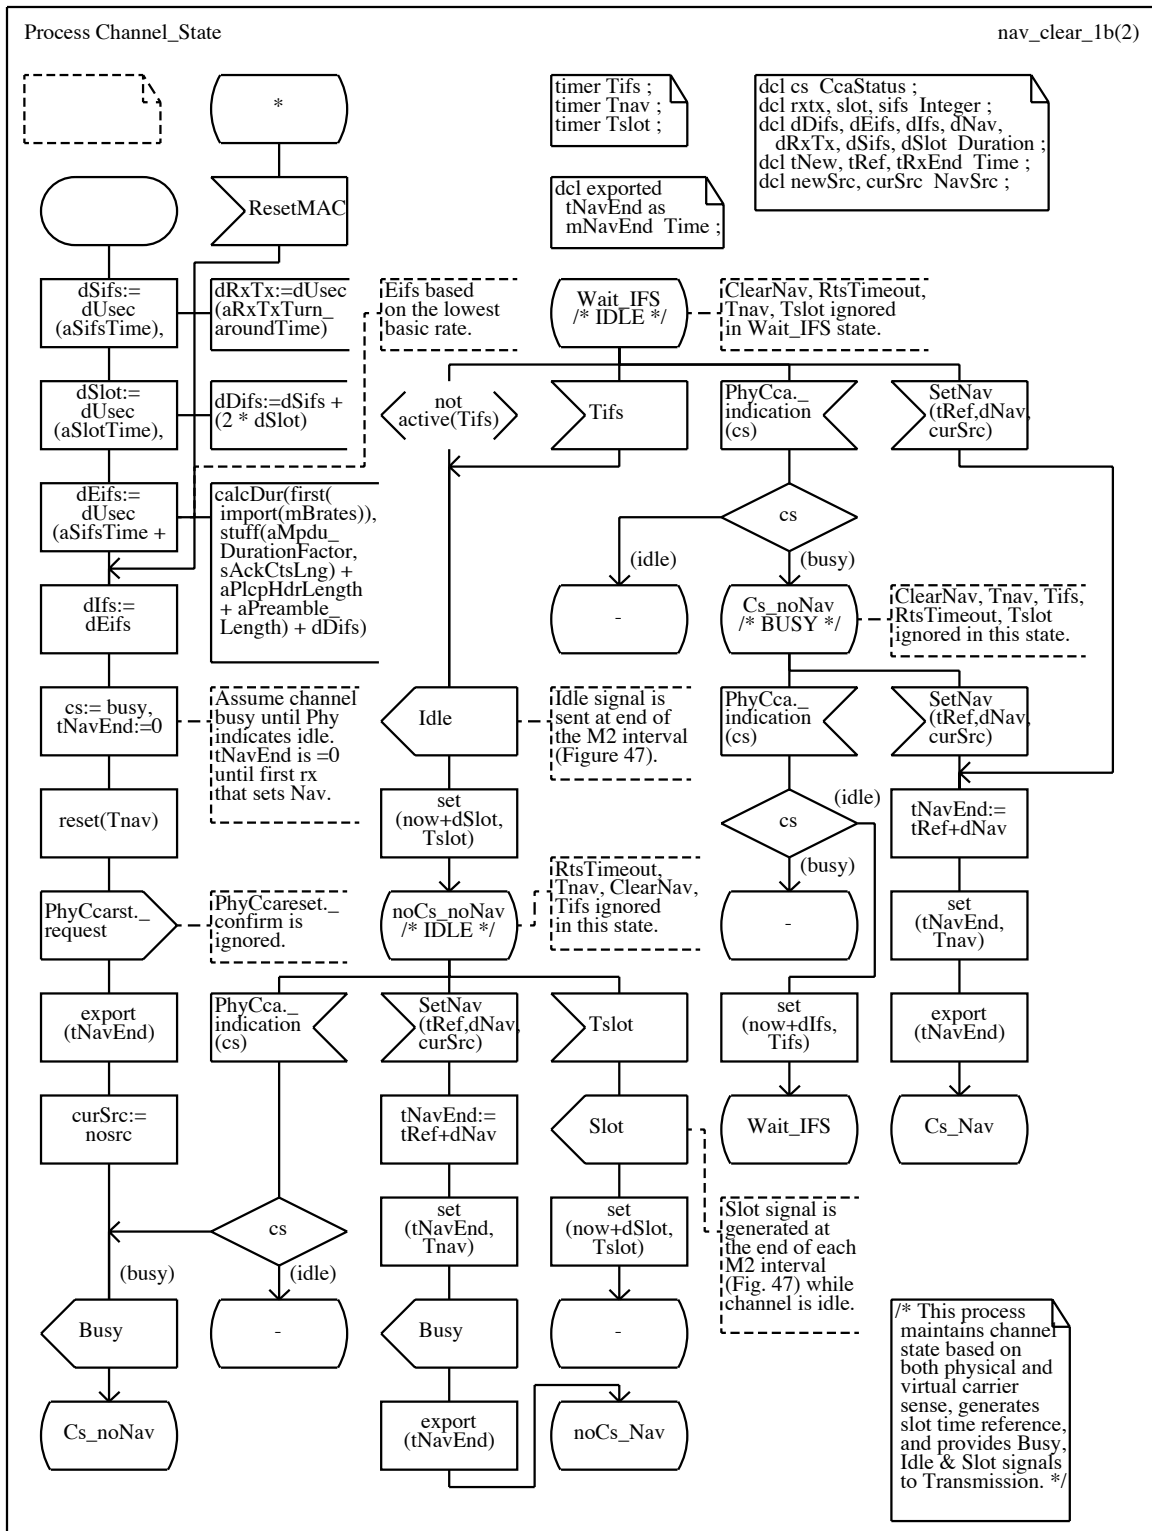 Process Channel_State
nav_clear_1b(2)
*
timer Tifs ;
timer Tnav ;
timer Tslot ;
dcl cs  CcaStatus ;
dcl rxtx, slot, sifs  Integer ;
dcl dDifs, dEifs, dIfs, dNav,
dRxTx, dSifs, dSlot  Duration ;
dcl tNew, tRef, tRxEnd  Time ;
dcl newSrc, curSrc  NavSrc ;
ResetMAC
dcl exported
tNavEnd as
mNavEnd  Time ;
dSifs:=
dUsec
(aSifsTime),
dRxTx:=dUsec
(aRxTxTurn_
aroundTime)
Eifs based
on the lowest
basic rate.
Wait_IFS
/* IDLE */
ClearNav, RtsTimeout,
Tnav, Tslot ignored
in Wait_IFS state.
dSlot:=
dUsec
(aSlotTime),
dDifs:=dSifs +
(2 * dSlot)
not
active(Tifs)
Tifs
PhyCca._
indication
(cs)
SetNav
(tRef,dNav,
curSrc)
dEifs:=
dUsec
(aSifsTime +
calcDur(first(
import(mBrates)),
stuff(aMpdu_
DurationFactor,
sAckCtsLng) +
aPlcpHdrLength
+ aPreamble_
Length) + dDifs)
cs
(idle)
(busy)
dIfs:=
dEifs
-
Cs_noNav
/* BUSY */
ClearNav, Tnav, Tifs,
RtsTimeout, Tslot
ignored in this state.
cs:= busy,
tNavEnd:=0
Assume channel
busy until Phy
indicates idle.
tNavEnd is =0
until first rx
that sets Nav.
Idle
Idle signal is
sent at end of
the M2 interval
(Figure 47).
PhyCca._
indication
(cs)
SetNav
(tRef,dNav,
curSrc)
reset(Tnav)
set
(now+dSlot,
Tslot)
cs
(idle)
(busy)
tNavEnd:=
tRef+dNav
PhyCcarst._
request
PhyCcareset._
confirm is
ignored.
noCs_noNav
/* IDLE */
RtsTimeout,
Tnav, ClearNav,
Tifs ignored
in this state.
-
set
(tNavEnd,
Tnav)
export
(tNavEnd)
PhyCca._
indication
(cs)
SetNav
(tRef,dNav,
curSrc)
Tslot
set
(now+dIfs,
Tifs)
export
(tNavEnd)
curSrc:=
nosrc
tNavEnd:=
tRef+dNav
Slot
Wait_IFS
Cs_Nav
cs
(busy)
(idle)
set
(tNavEnd,
Tnav)
set
(now+dSlot,
Tslot)
Slot signal is
generated at
the end of each
M2 interval
(Fig. 47) while
channel is idle.
Busy
-
Busy
-
/* This process
maintains channel
state based on
both physical and
virtual carrier
sense, generates
slot time reference,
and provides Busy,
Idle & Slot signals
to Transmission. */
Cs_noNav
export
(tNavEnd)
noCs_Nav